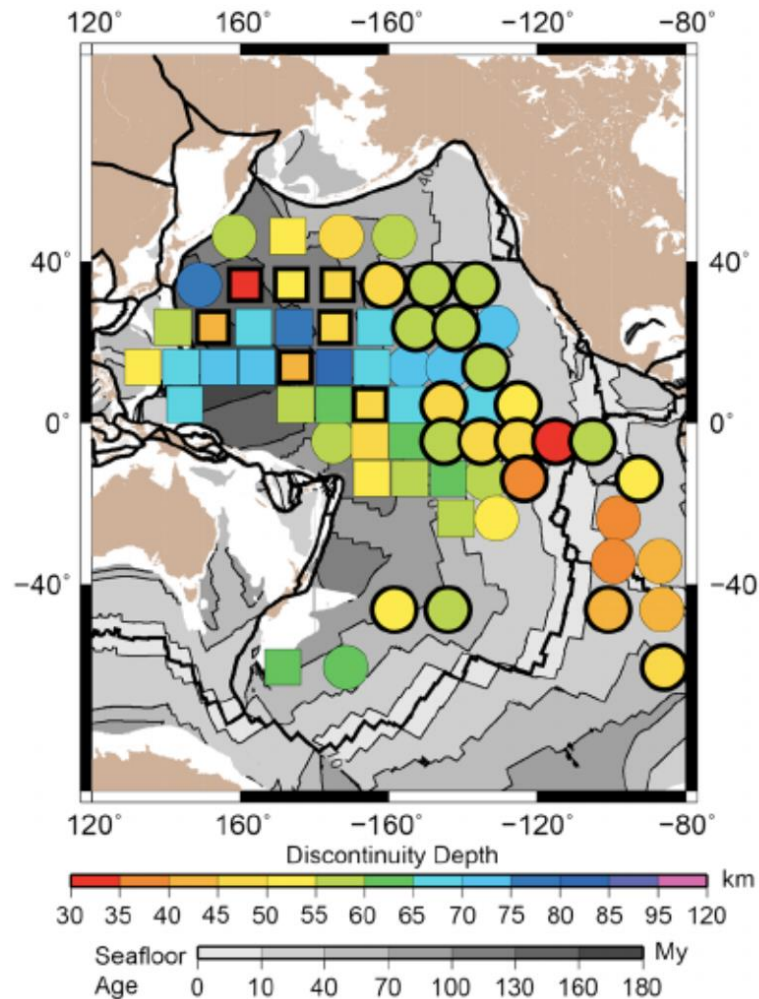 120° 160° −160° −120° −80°
40° 40°
40
0° 0°
−40° −40°
120° 160° −160° −120° −80°
Discontinuity Depth
km
30 35 40 45 50 55 60 65 70 75 80 85 95 120
Seafloor My
Age 0 10 40 70 100 130 160 180